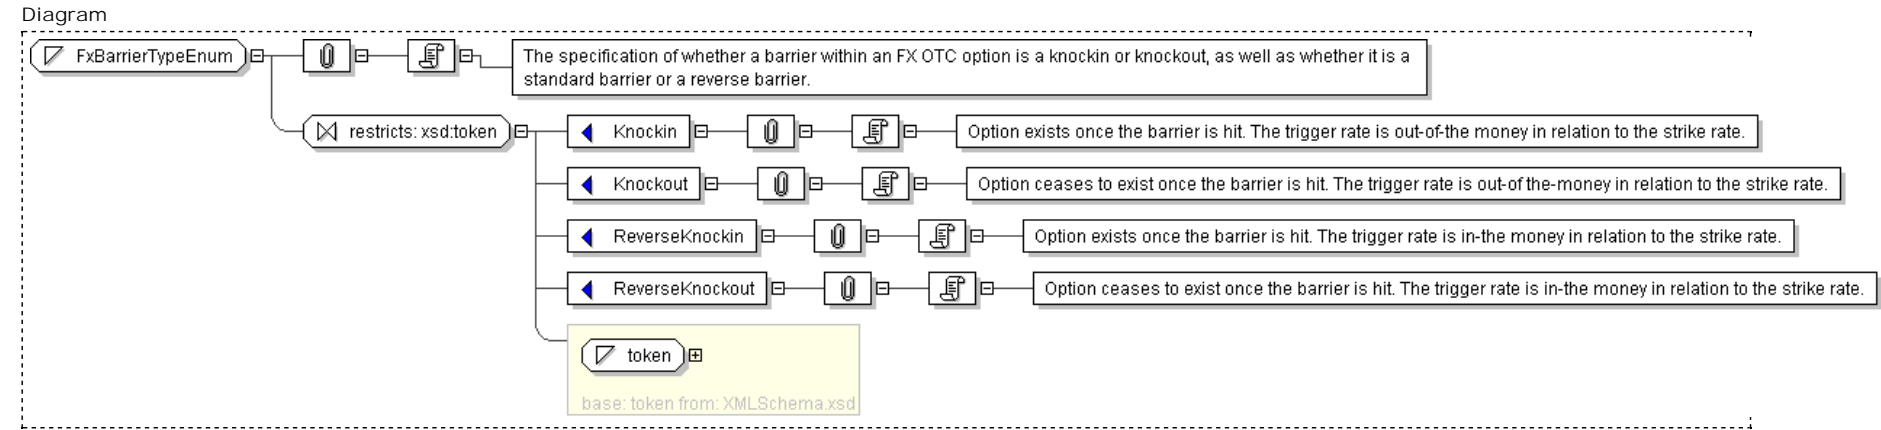 Diagram
FxBarrierTypeEnum
The specification of whether a barrier within an FX OTC option is a knockin or knockout, as well as whether it is a
standard barrier or a reverse barrier.
restricts: xsd:token
Knockin
Option exists once the barrier is hit. The trigger rate is out-of-the money in relation to the strike rate.
Knockout
Option ceases to exist once the barrier is hit. The trigger rate is out-of the-money in relation to the strike rate.
ReverseKnockin
Option exists once the barrier is hit. The trigger rate is in-the money in relation to the strike rate.
ReverseKnockout
Option ceases to exist once the barrier is hit. The trigger rate is in-the money in relation to the strike rate.
token
base: token from: XMLSchema.xsd